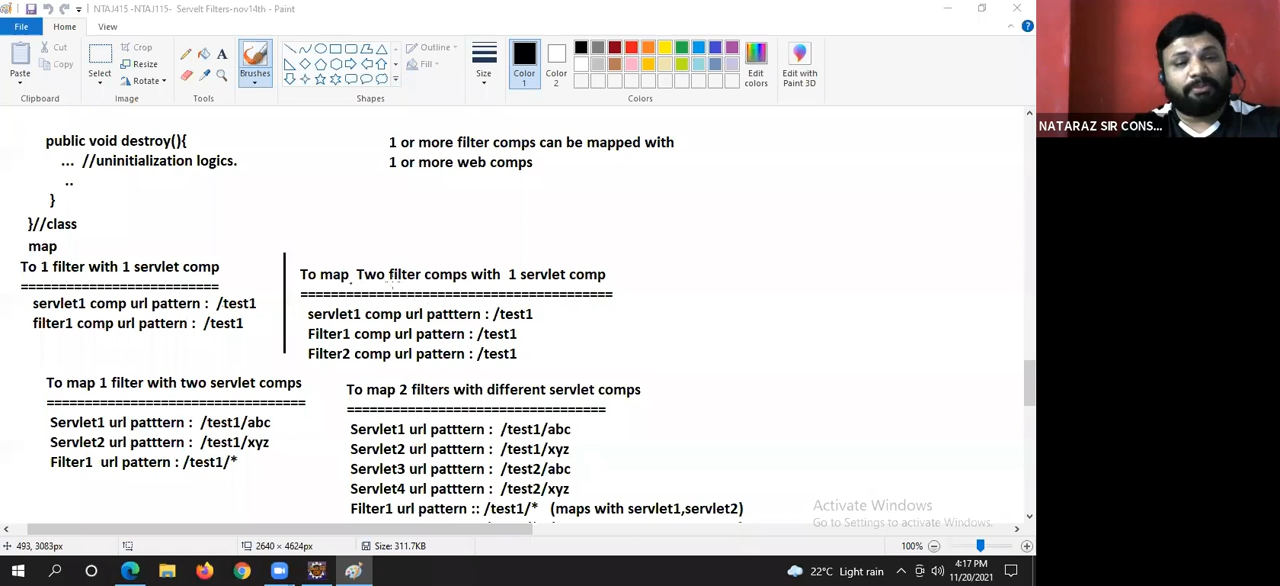 NTAJ415 -NTAJ115- Servelt Filters-nov14th - Paint
File Home View
Paste
Cut
Copy
Clipboard
Select
Crop
Resize
Rotate
Image
A
Tools
Brushes
Outline
Fill
Shapes
Size
Color
1
Color
2
Edit
colors
Edit with
Paint 3D
Colors
NATARAZ SIR CONS...
public void destroy(){
... //uninitialization logics.
..
}
}//class
map
1 or more filter comps can be mapped with
1 or more web comps
To 1 filter with 1 servlet comp
==========================
servlet1 comp url pattern : /test1
filter1 comp url pattern : /test1
To map Two filter comps with 1 servlet comp
=========================================
servlet1 comp url patttern : /test1
Filter1 comp url pattern : /test1
Filter2 comp url pattern : /test1
To map 1 filter with two servlet comps
==================================
Servlet1 url patttern : /test1/abc
Servlet2 url patttern : /test1/xyz
Filter1 url pattern : /test1/*
To map 2 filters with different servlet comps
==================================
Servlet1 url patttern : /test1/abc
Servlet2 url patttern : /test1/xyz
Servlet3 url patttern : /test2/abc
Servlet4 url patttern : /test2/xyz
Filter1 url pattern :: /test1/* (maps with servlet1,servlet2)
Activate Windows
Go to Settings to activate Windows.
493, 3083px
2640 × 4624px
Size: 311.7KB
100%
22°C Light rain
4:17 PM
11/20/2021